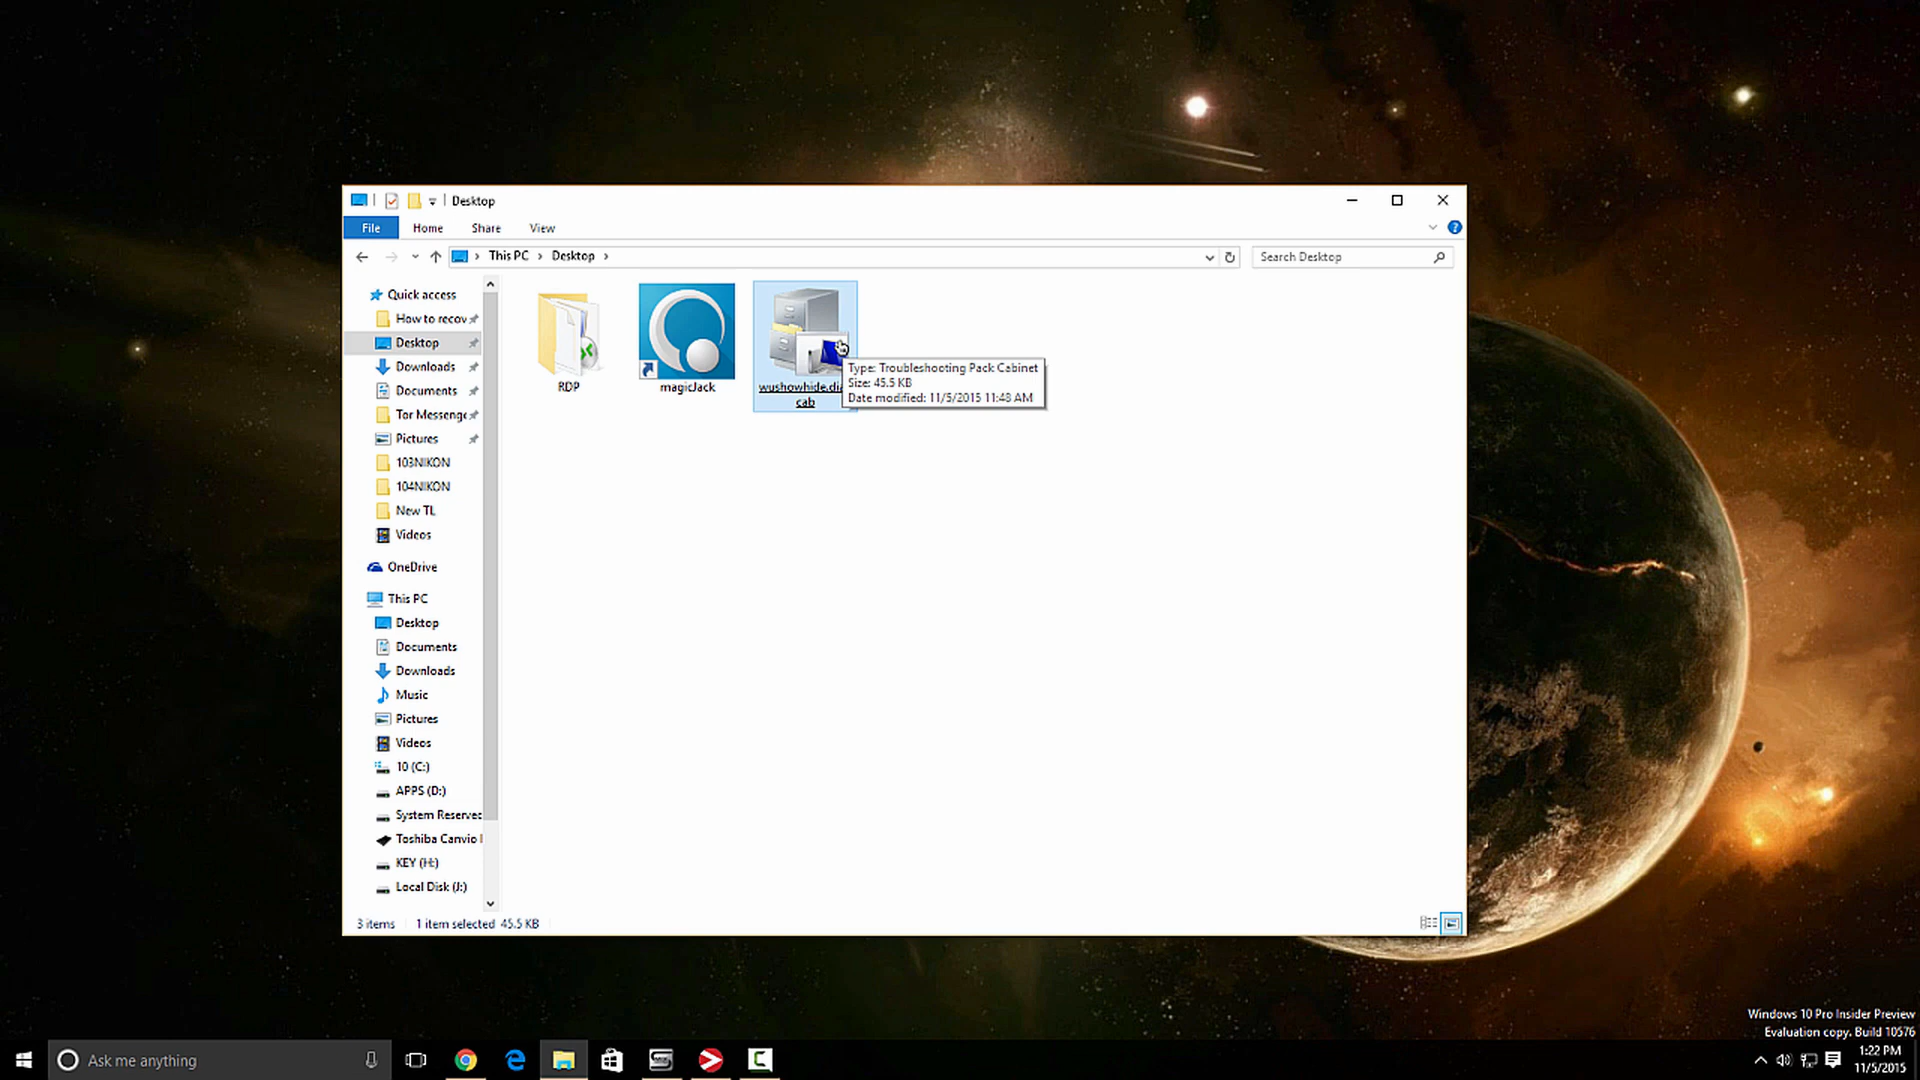 Desktop
File Home Share View
This PC Desktop
Search Desktop
Quick access
How to recov
Desktop
Downloads
Documents
Tor Messenge
Pictures
103NIKON
104NIKON
New TL
Videos
OneDrive
This PC
Desktop
Documents
Downloads
Music
Pictures
Videos
10 (C:)
APPS (D:)
System Reserved
Toshiba Canvio
KEY (H:)
Local Disk (J:)
RDP
magicJack
wushowhide.di
cab
Type: Troubleshooting Pack Cabinet
Size: 45.5 KB
Date modified: 11/5/2015 11:48 AM
3 items 1 item selected 45.5 KB
Windows 10 Pro Insider Preview
Evaluation copy. Build 10576
Ask me anything
1:22 PM
11/5/2015